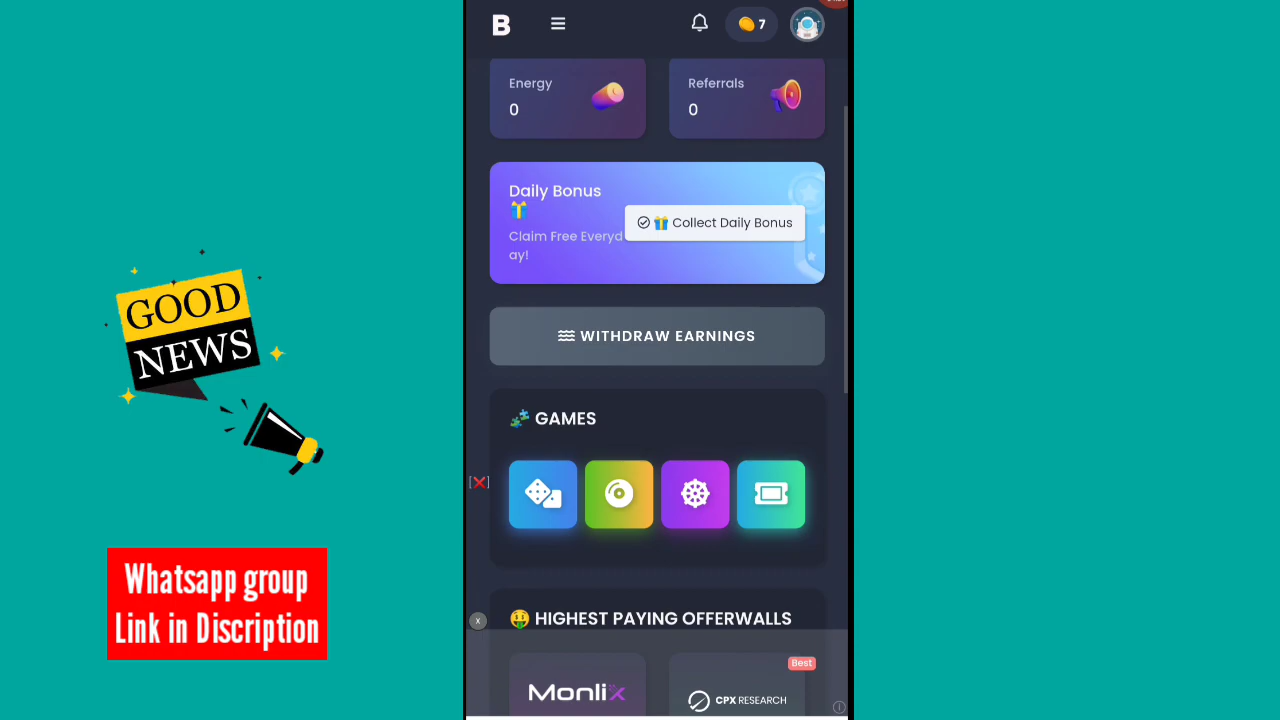 B
7
Energy
0
Referrals
0
Daily Bonus
Claim Free Everyd
ay!
Collect Daily Bonus
WITHDRAW EARNINGS
GAMES
HIGHEST PAYING OFFERWALLS
x
Monlix
Best
CPX RESEARCH
GOOD
NEWS
Whatsapp group
Link in Discription